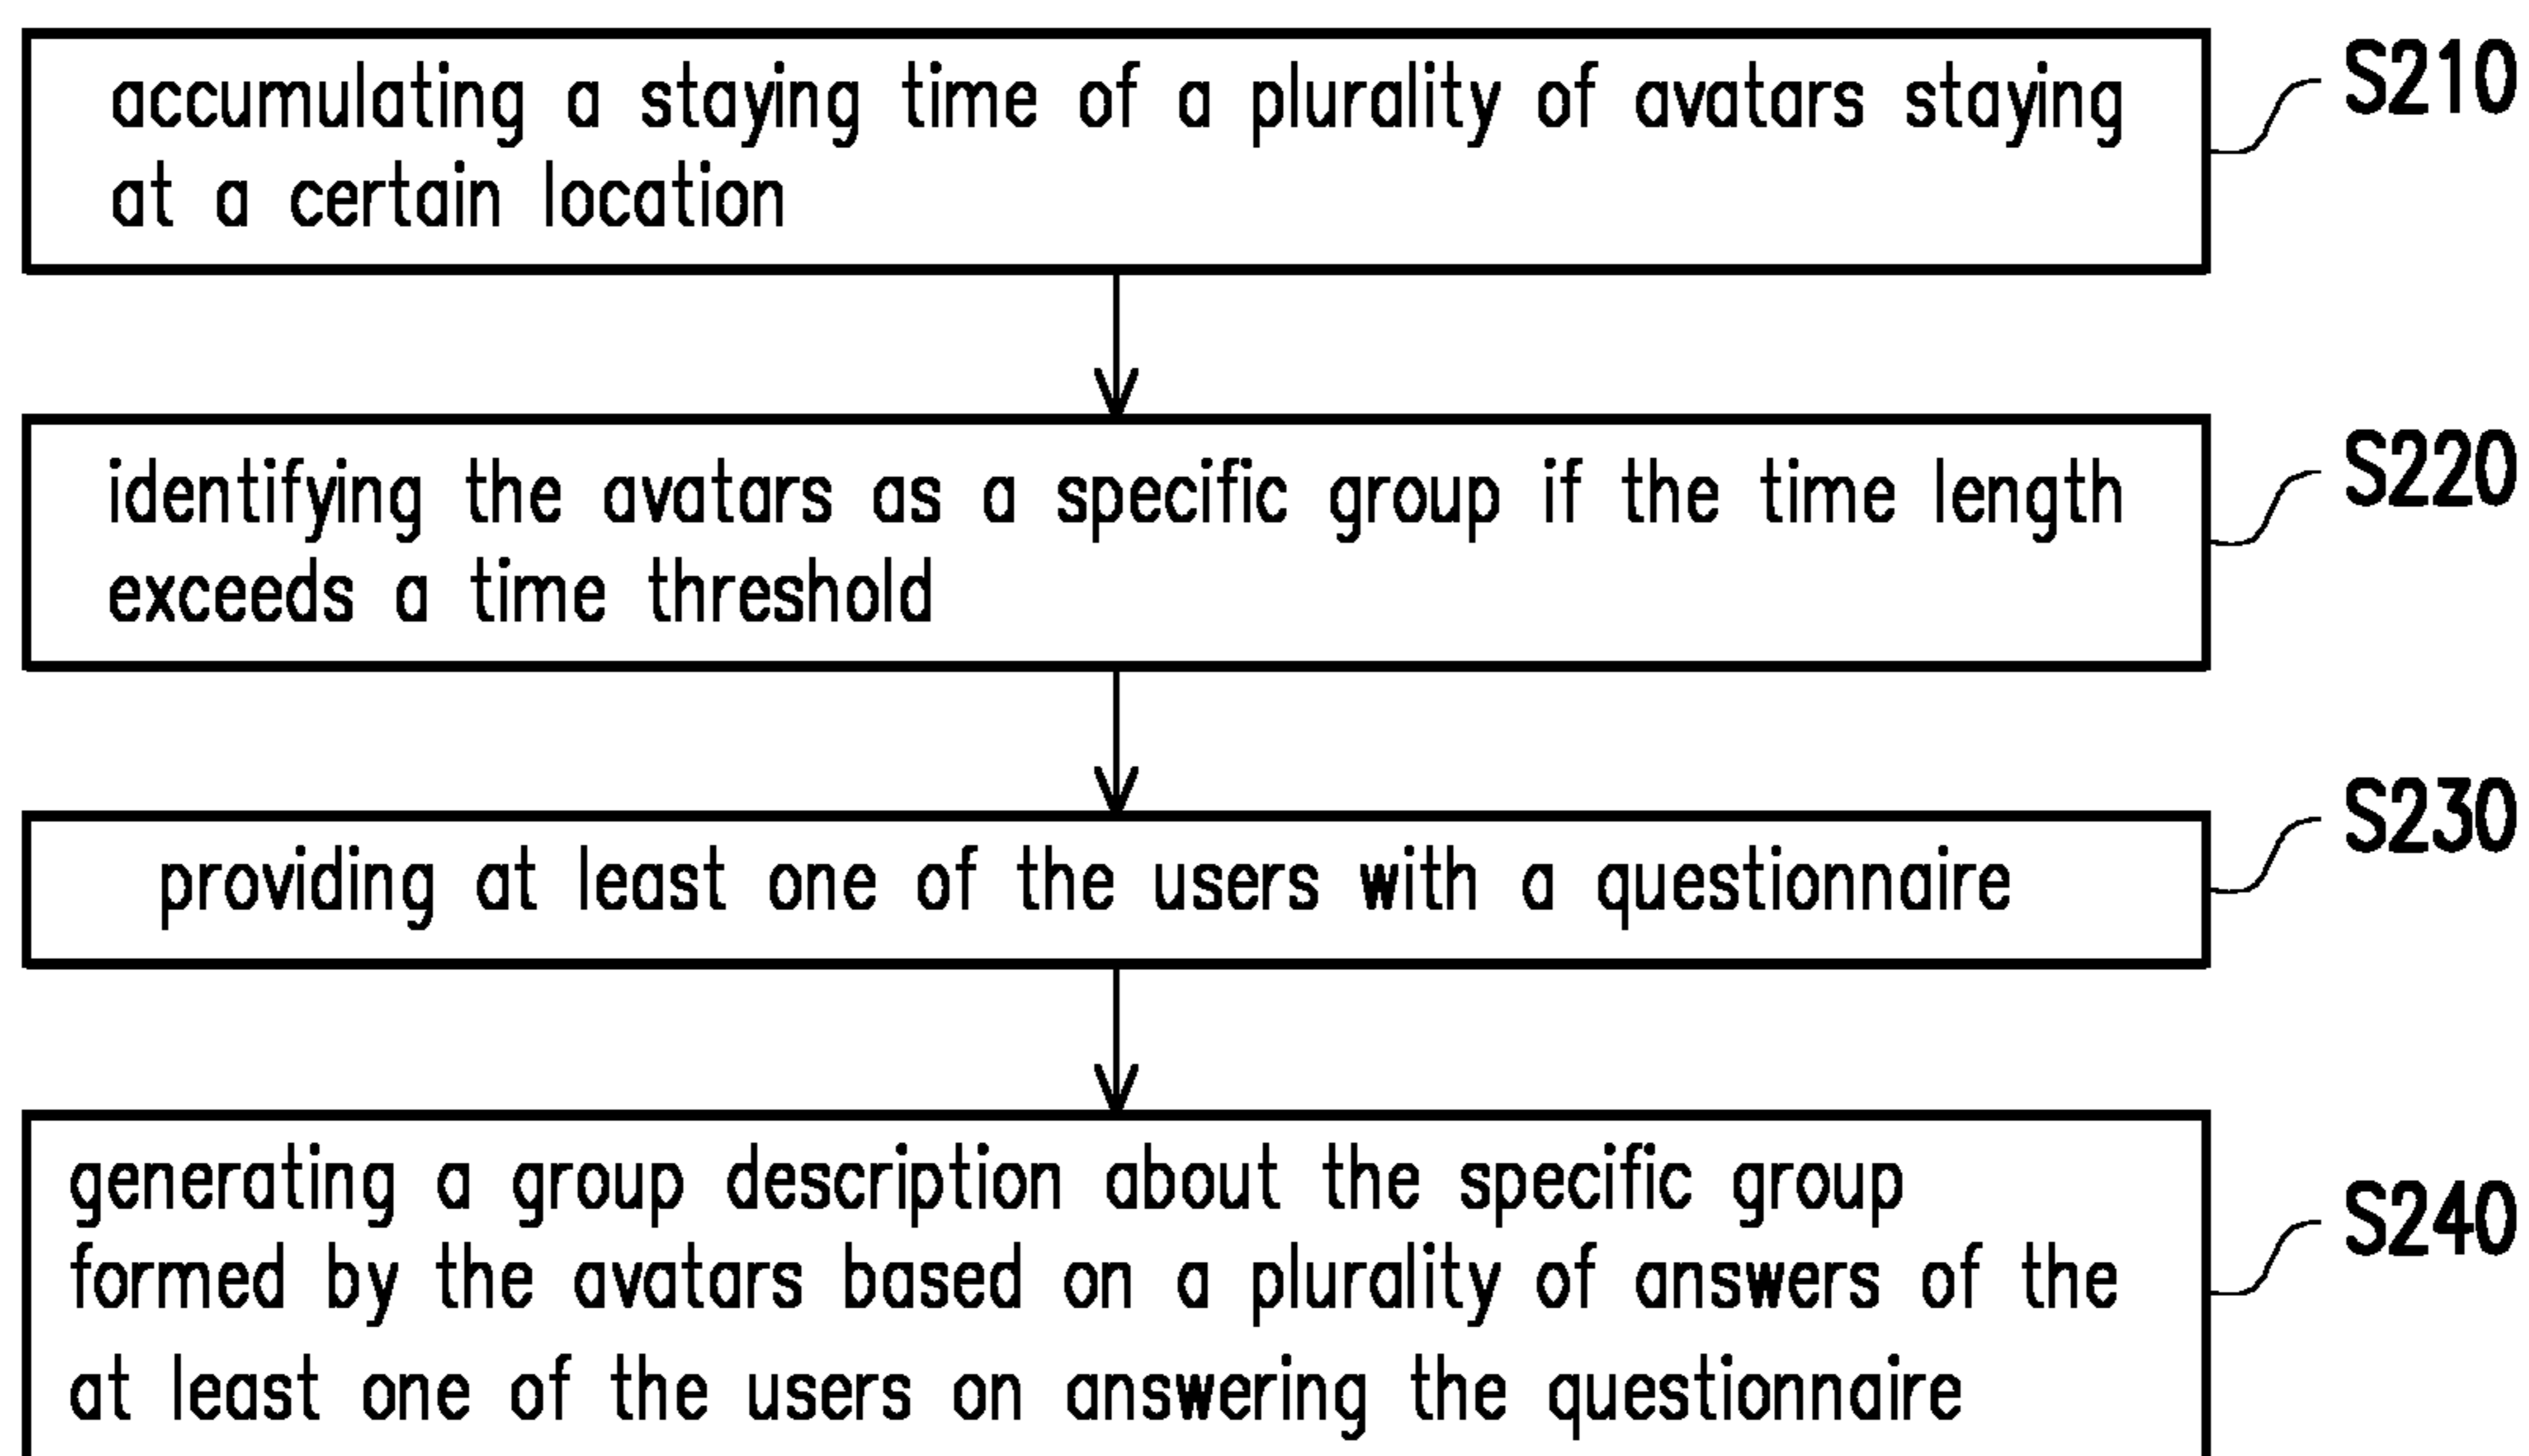 accumulating a staying time of a plurality of avatars staying
at a certain location
S210
identifying the avatars as a specific group if the time length
exceeds a time threshold
S220
providing at least one of the users with a questionnaire
S230
generating a group description about the specific group
formed by the avatars based on a plurality of answers of the
at least one of the users on answering the questionnaire
S240